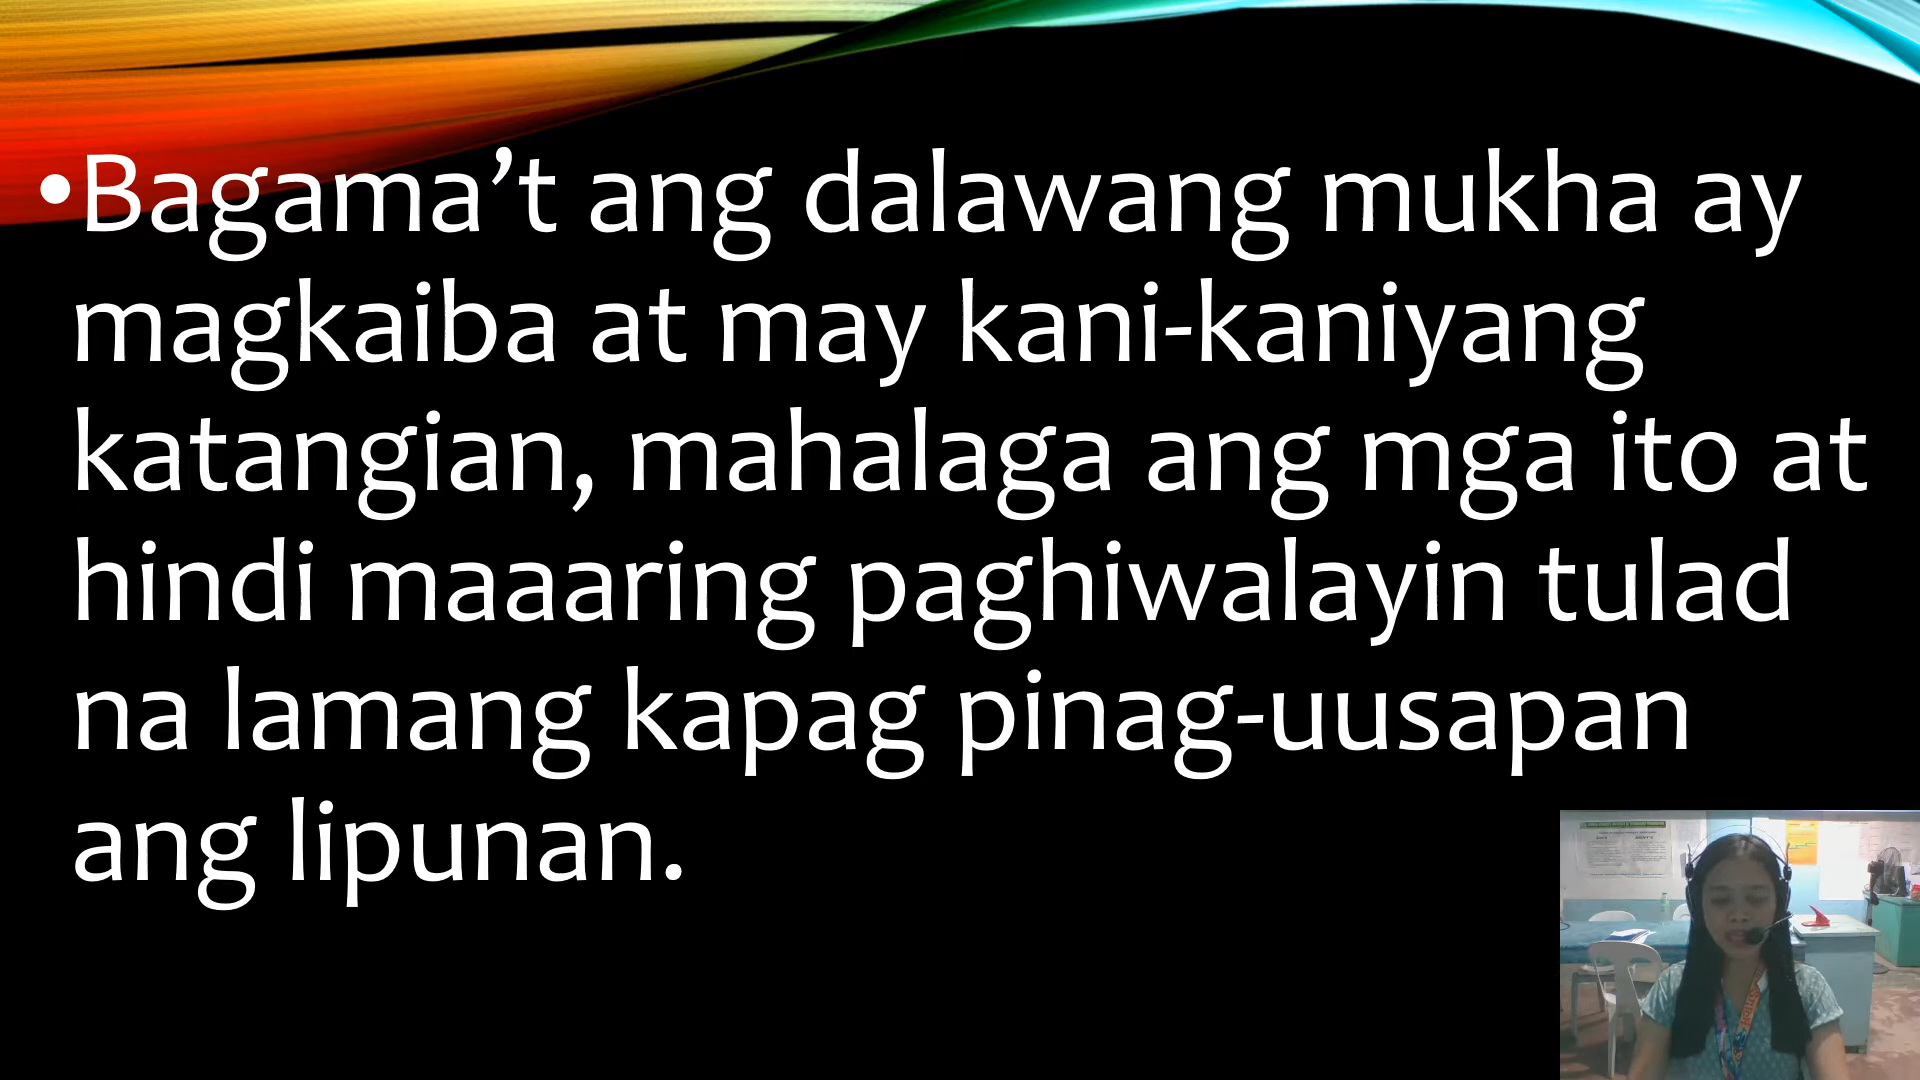 •Bagama’t ang dalawang mukha ay
magkaiba at may kani-kaniyang
katangian, mahalaga ang mga ito at
hindi maaaring paghiwalayin tulad
na lamang kapag pinag-uusapan
ang lipunan.